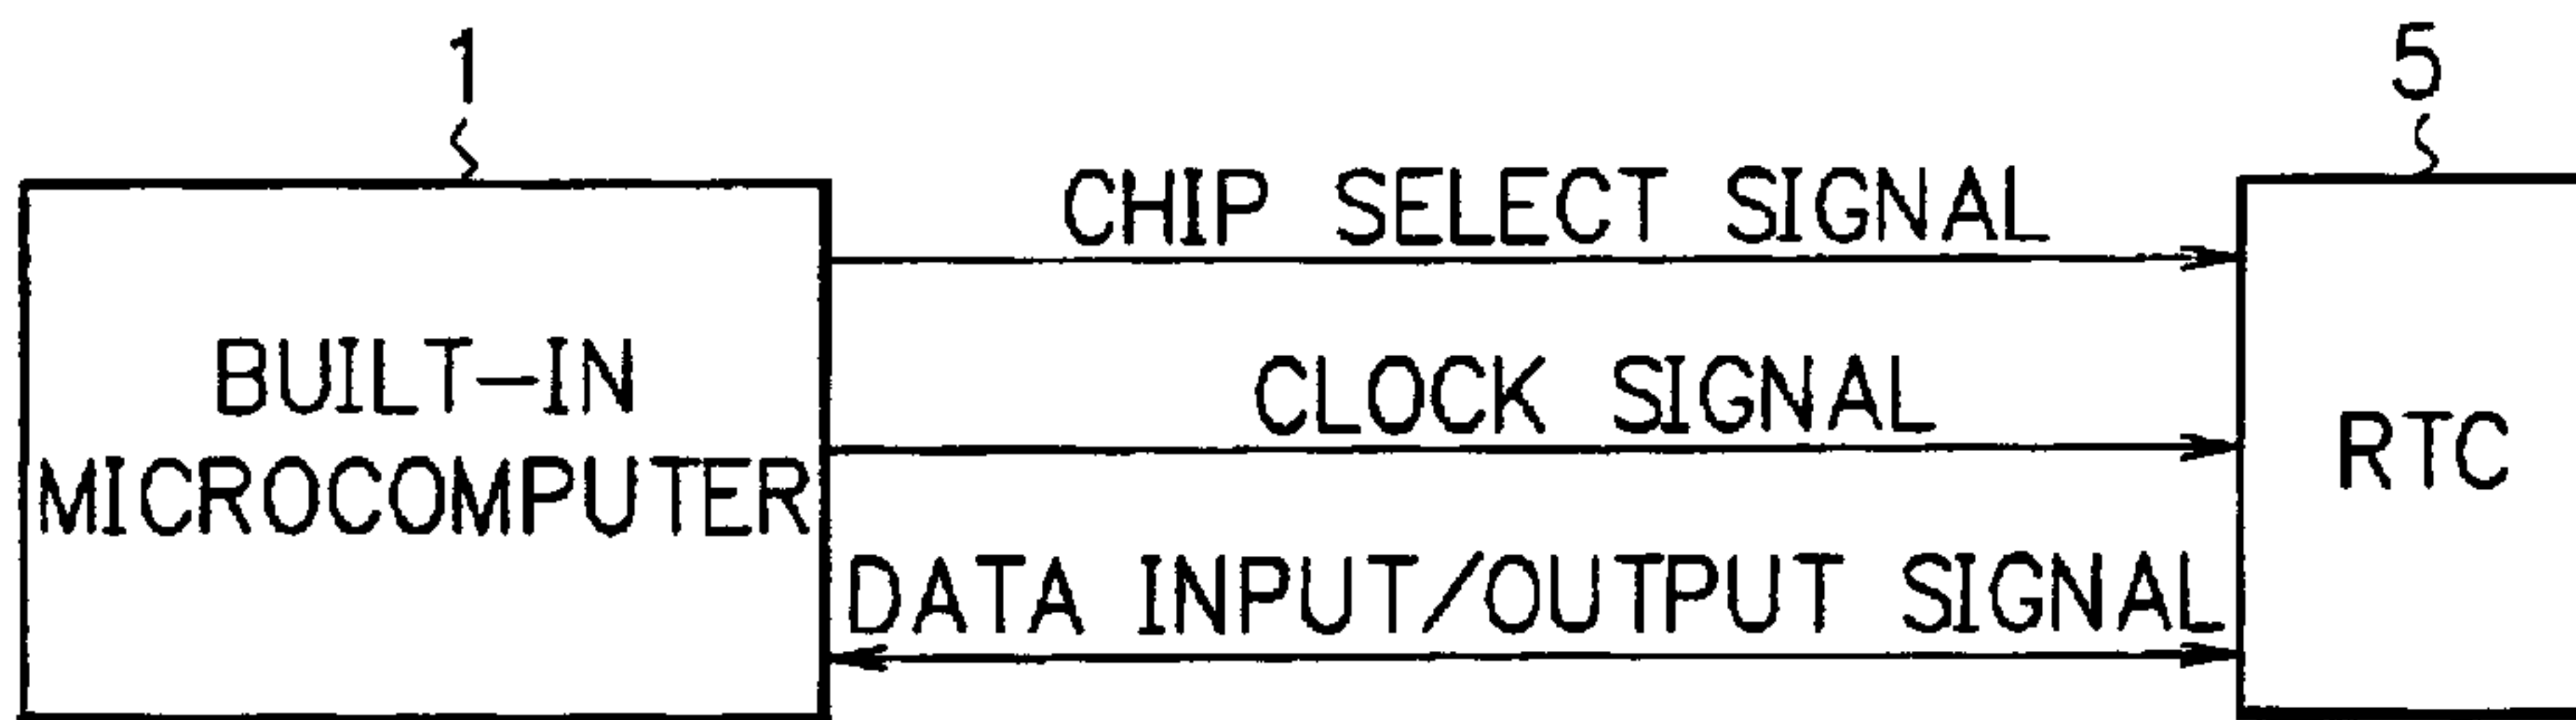 1
5
CHIP SELECT SIGNAL
BUILT-IN
MICROCOMPUTER
CLOCK SIGNAL
RTC
DATA INPUT/OUTPUT SIGNAL